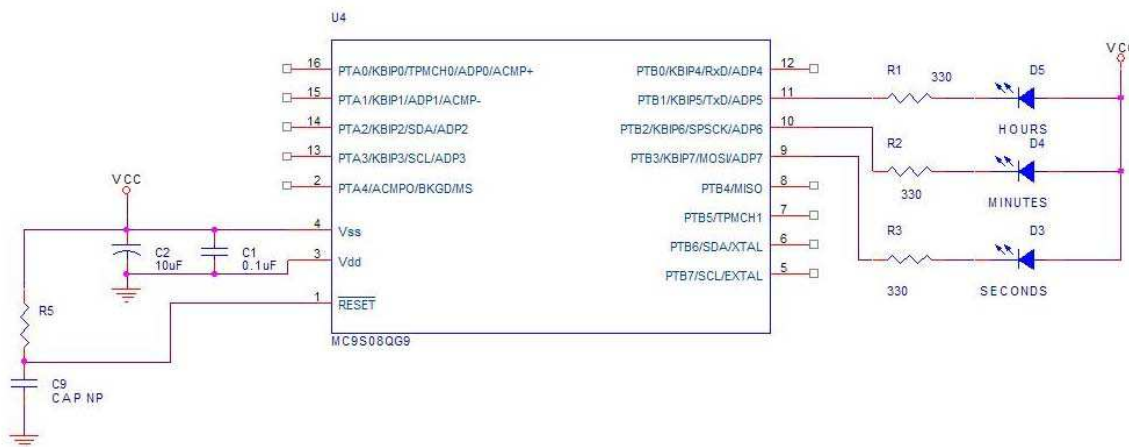 U4
16 PTA0/KBIP0/TPMCH0/ADP0/ACMP+
15 PTA1/KBIP1/ADP1/ACMP-
14 PTA2/KBIP2/SDA/ADP2
13 PTA3/KBIP3/SCL/ADP3
2 PTA4/ACMPO/BKGD/MS
4 Vss
3 Vdd
1 RESET
MC9S08QG9
PTB0/KBIP4/RxD/ADP4 12
PTB1/KBIP5/TxD/ADP5 11
PTB2/KBIP6/SPSCK/ADP6 10
PTB3/KBIP7/MOSI/ADP7 9
PTB4/MISO 8
PTB5/TPMCH1 7
PTB6/SDA/XTAL 6
PTB7/SCL/EXTAL 5
VCC
C2
10uF
C1
0.1uF
R5
C9
CAP NP
VCC
R1 330 D5
HOURS
R2 D4
330 MINUTES
R3 D3
330 SECONDS